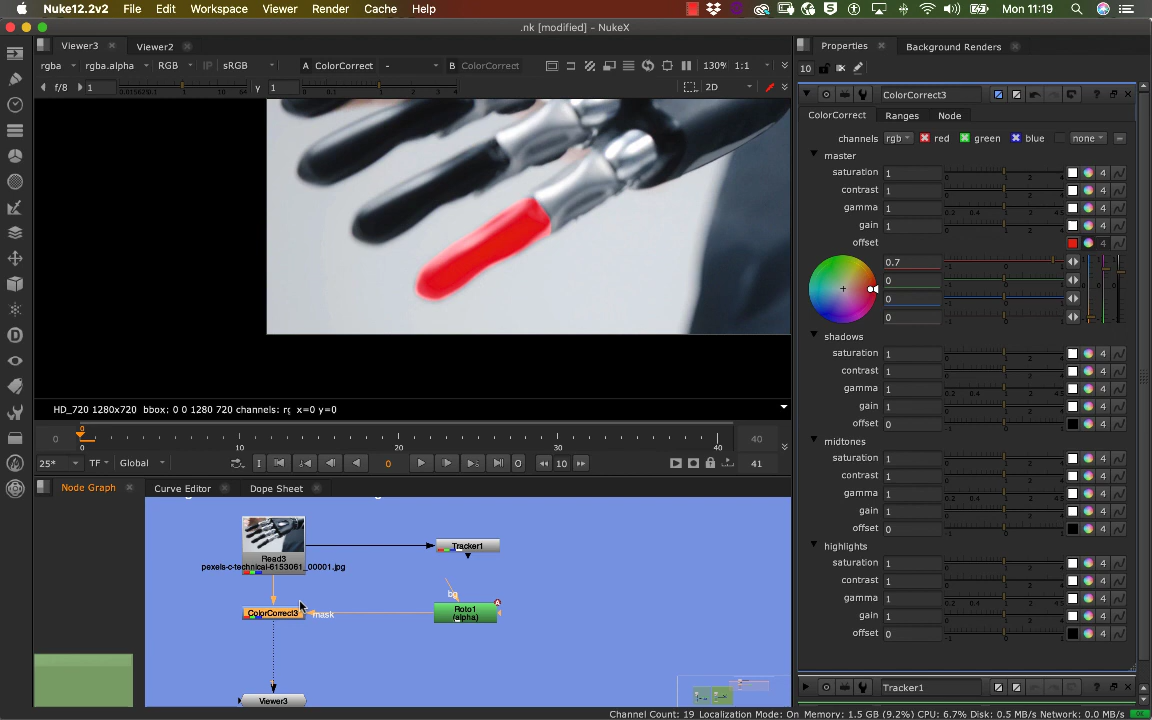 Nuke12.2v2 File Edit Workspace Viewer Render Cache Help Mon 11:19
.nk [modified] - NukeX
Viewer3 Viewer2
rgba rgba.alpha RGB IP sRGB A ColorCorrect - B ColorCorrect 130% 1:1
f/8 1 y 1 2D
HD_720 1280x720 bbox: 0 0 1280 720 channels: rg x=0 y=0
0 0 0 10 20 30 40 40
25* TF Global I 0 O 10 41
Node Graph Curve Editor Dope Sheet
Read3
pexels-c-technical-6153061_00001.jpg
Tracker1
bg
ColorCorrect3 mask
Roto1
(alpha)
Viewer3
Properties Background Renders
10
ColorCorrect3
ColorCorrect Ranges Node
channels rgb red green blue none
master
saturation 1
contrast 1
gamma 1
gain 1
offset
0.7
0
0
0
shadows
saturation 1
contrast 1
gamma 1
gain 1
offset 0
midtones
saturation 1
contrast 1
gamma 1
gain 1
offset 0
highlights
saturation 1
contrast 1
gamma 1
gain 1
offset 0
Tracker1
Channel Count: 19 Localization Mode: On Memory: 1.5 GB (9.2%) CPU: 6.7% Disk: 0.5 MB/s Network: 0.0 MB/s